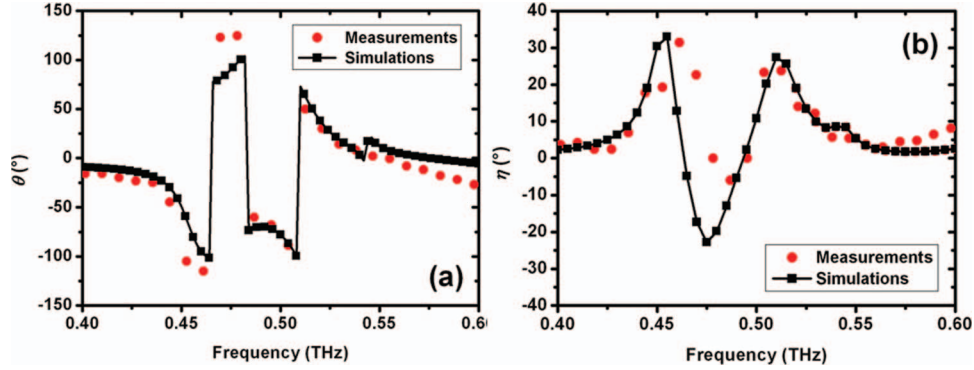 150
100
50
0
-50
-100
-150
θ (°)
Measurements
Simulations
(a)
0.40
0.45
0.50
0.55
0.60
Frequency (THz)
40
30
20
10
0
-10
-20
-30
-40
η (°)
(b)
Measurements
Simulations
0.40
0.45
0.50
0.55
0.60
Frequency (THz)